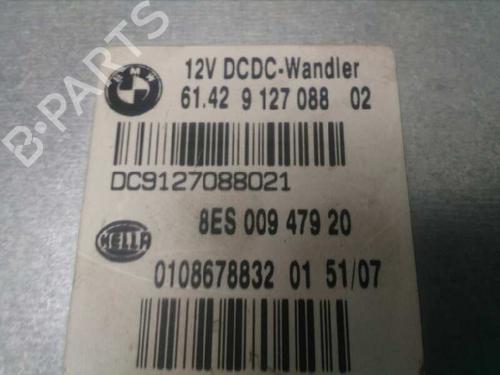 BMW
12V DCDC-Wandler
61.42 9 127 088 02
DC9127088021
HELLA
8ES 009 479 20
0108678832 01 51/07
B-PARTS